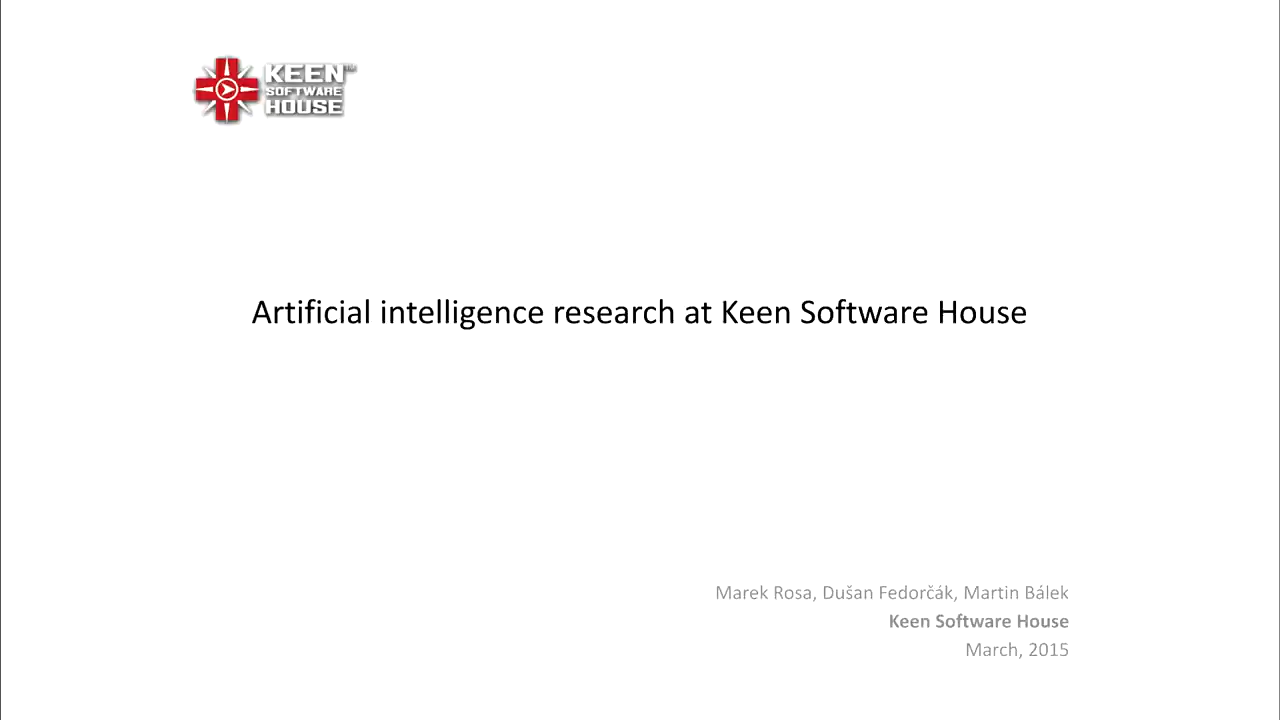 KEEN™
SOFTWARE
HOUSE
Artificial intelligence research at Keen Software House
Marek Rosa, Dušan Fedorčák, Martin Bálek
Keen Software House
March, 2015